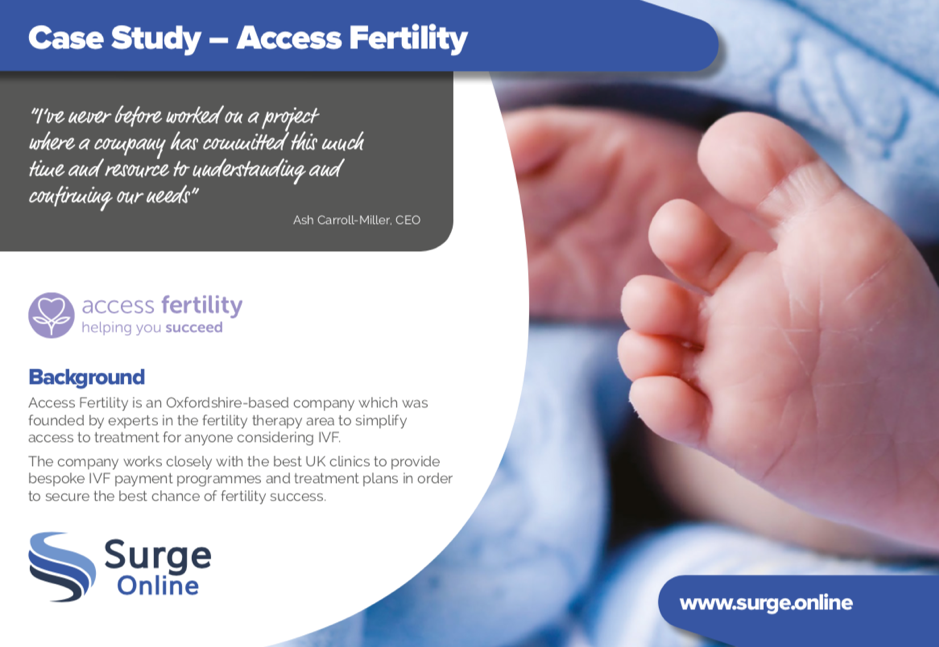 Case Study – Access Fertility
"I've never before worked on a project
where a company has committed this much
time and resource to understanding and
confirming our needs"
Ash Carroll-Miller, CEO
access fertility
helping you succeed
Background
Access Fertility is an Oxfordshire-based company which was
founded by experts in the fertility therapy area to simplify
access to treatment for anyone considering IVF.
The company works closely with the best UK clinics to provide
bespoke IVF payment programmes and treatment plans in order
to secure the best chance of fertility success.
Surge
Online
www.surge.online